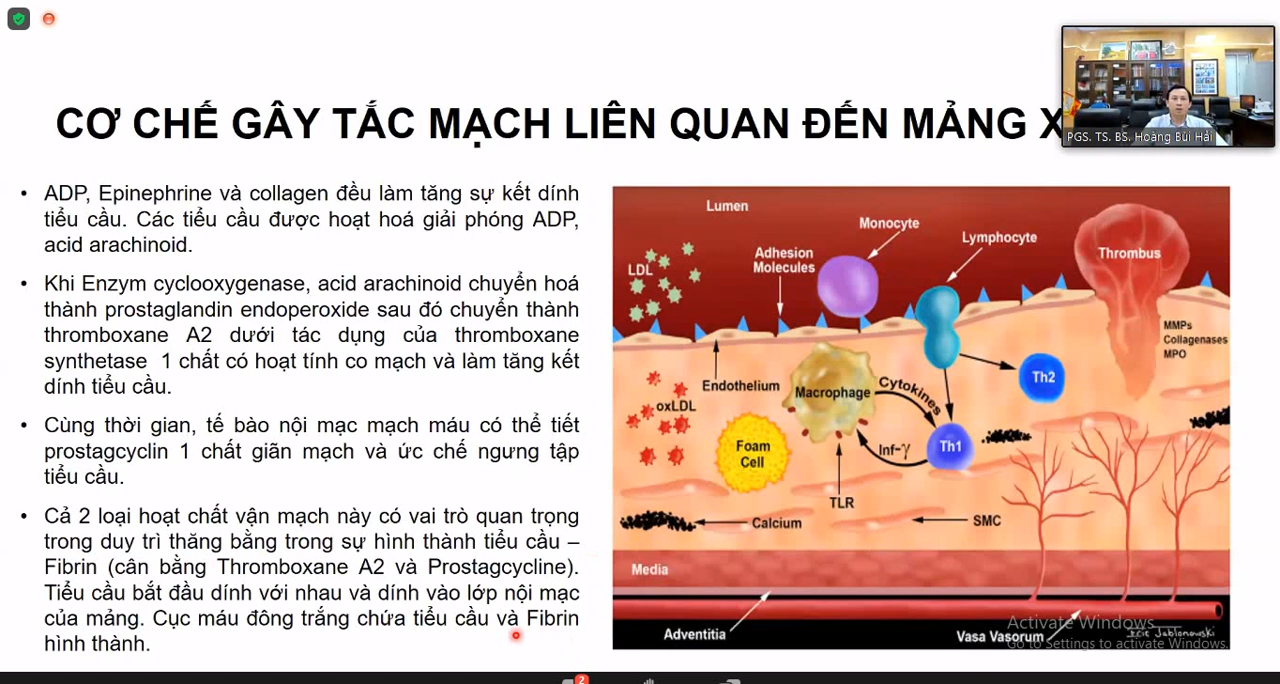 CƠ CHẾ GÂY TẮC MẠCH LIÊN QUAN ĐẾN MẢNG X
PGS. TS. BS. Hoàng Bùi Hải
• ADP, Epinephrine và collagen đều làm tăng sự kết dính
tiểu cầu. Các tiểu cầu được hoạt hoá giải phóng ADP,
acid arachinoid.
• Khi Enzym cyclooxygenase, acid arachinoid chuyển hoá
thành prostaglandin endoperoxide sau đó chuyển thành
thromboxane A2 dưới tác dụng của thromboxane
synthetase 1 chất có hoạt tính co mạch và làm tăng kết
dính tiểu cầu.
• Cùng thời gian, tế bào nội mạc mạch máu có thể tiết
prostagcyclin 1 chất giãn mạch và ức chế ngưng tập
tiểu cầu.
• Cả 2 loại hoạt chất vận mạch này có vai trò quan trọng
trong duy trì thăng bằng trong sự hình thành tiểu cầu –
Fibrin (cân bằng Thromboxane A2 và Prostagcycline).
Tiểu cầu bắt đầu dính với nhau và dính vào lớp nội mạc
của mảng. Cục máu đông trắng chứa tiểu cầu và Fibrin
hình thành.
Lumen
Monocyte
Lymphocyte
Adhesion
Molecules
LDL
Thrombus
MMPs
Collagenases
MPO
Endothelium
Macrophage
Cytokines
Th2
oxLDL
Foam
Cell
Inf-γ
Th1
TLR
Calcium
SMC
Media
Adventitia
Vasa Vasorum
Eric Jablonowski
Activate Windows
Go to Settings to activate Windows.
2